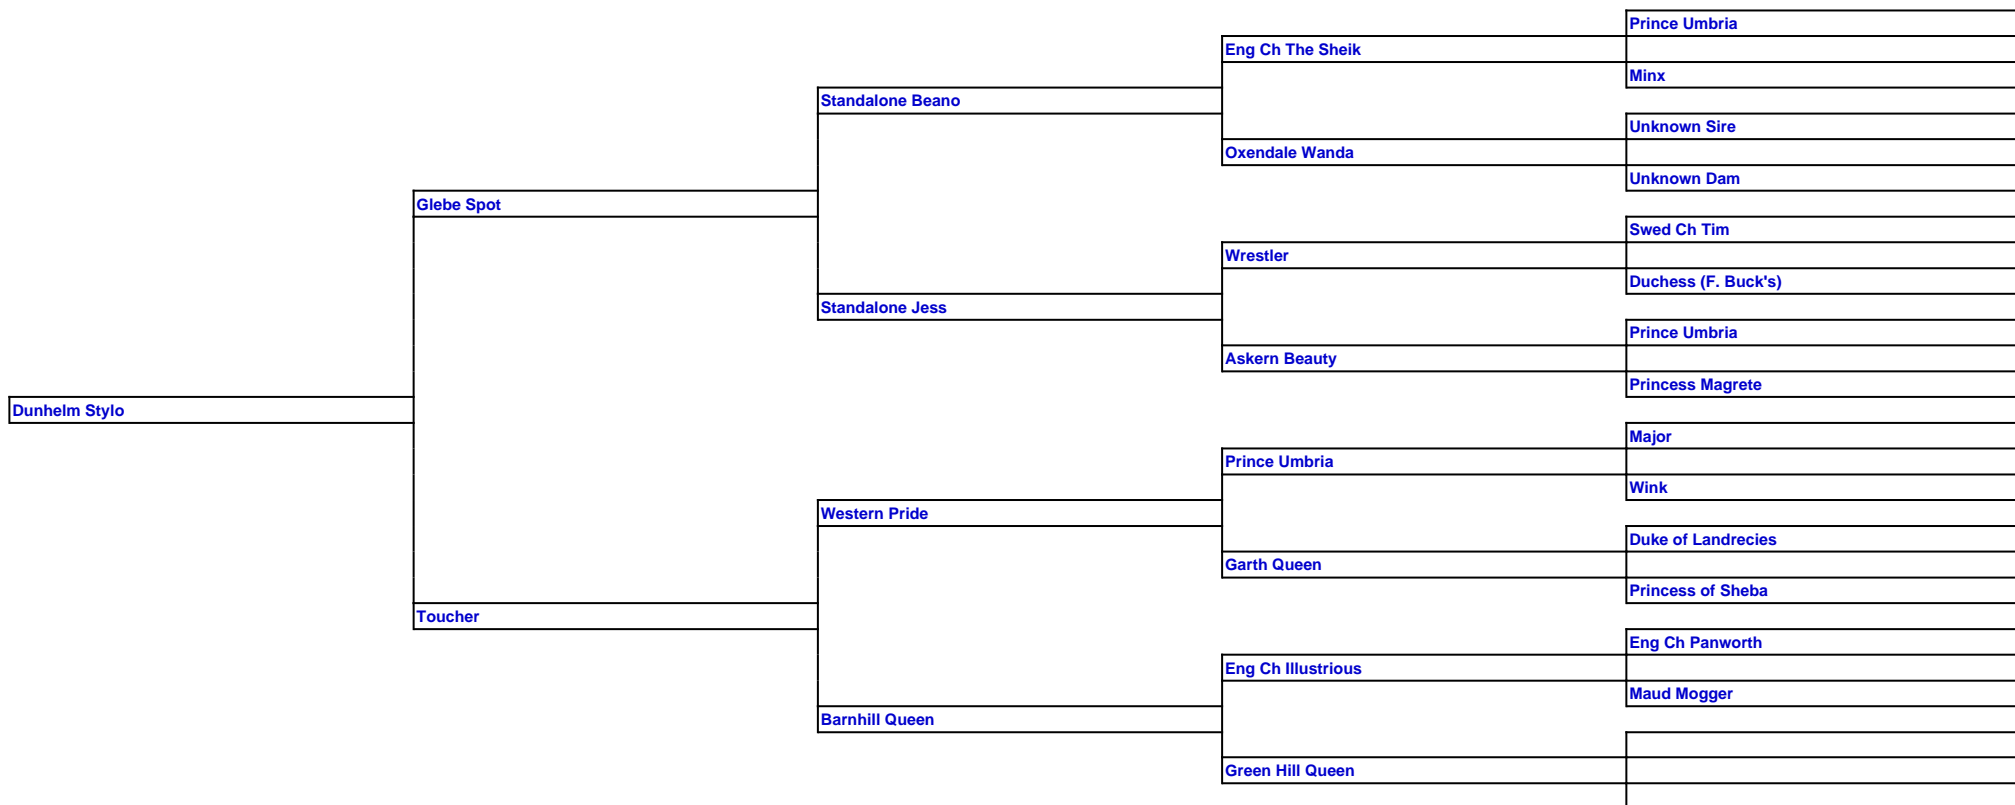 Prince Umbria
Eng Ch The Sheik
Minx
Standalone Beano
Unknown Sire
Oxendale Wanda
Unknown Dam
Glebe Spot
Swed Ch Tim
Wrestler
Duchess (F. Buck's)
Standalone Jess
Prince Umbria
Askern Beauty
Princess Magrete
Dunhelm Stylo
Major
Prince Umbria
Wink
Western Pride
Duke of Landrecies
Garth Queen
Princess of Sheba
Toucher
Eng Ch Panworth
Eng Ch Illustrious
Maud Mogger
Barnhill Queen
Green Hill Queen